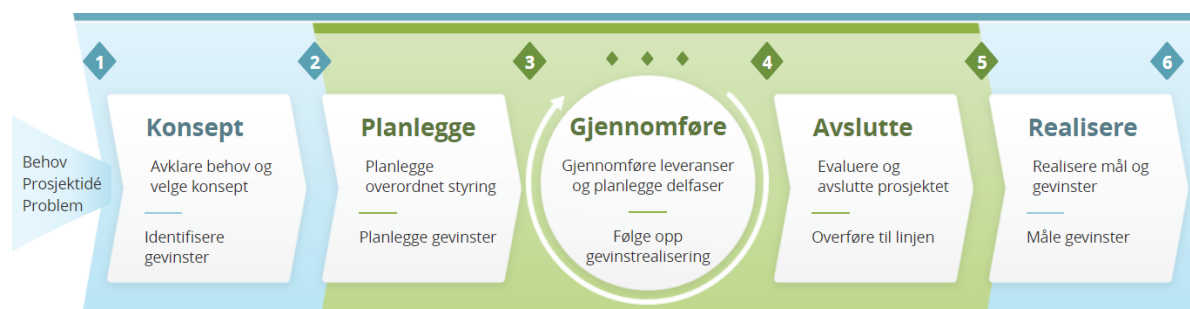 1
2
3
4
5
6
Behov
Prosjektidé
Problem
Konsept
Avklare behov og
velge konsept
Identifisere
gevinster
Planlegge
Planlegge
overordnet styring
Planlegge gevinster
Gjennomføre
Gjennomføre leveranser
og planlegge delfaser
Følge opp
gevinstrealisering
Avslutte
Evaluere og
avslutte prosjektet
Overføre til linjen
Realisere
Realisere mål og
gevinster
Måle gevinster